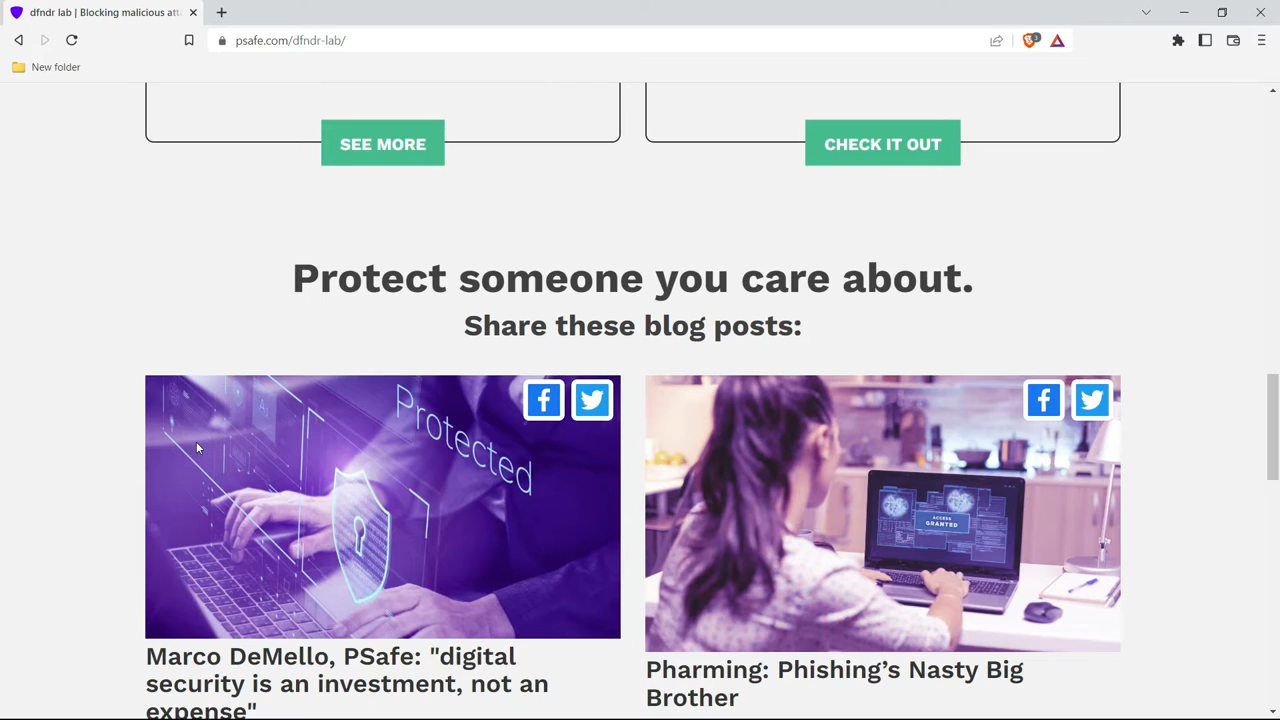 dfndr lab | Blocking malicious atta
psafe.com/dfndr-lab/
3
New folder
SEE MORE
CHECK IT OUT
Protect someone you care about.
Share these blog posts:
Protected
ACCESS
GRANTED
Marco DeMello, PSafe: "digital
security is an investment, not an
expense"
Pharming: Phishing’s Nasty Big
Brother